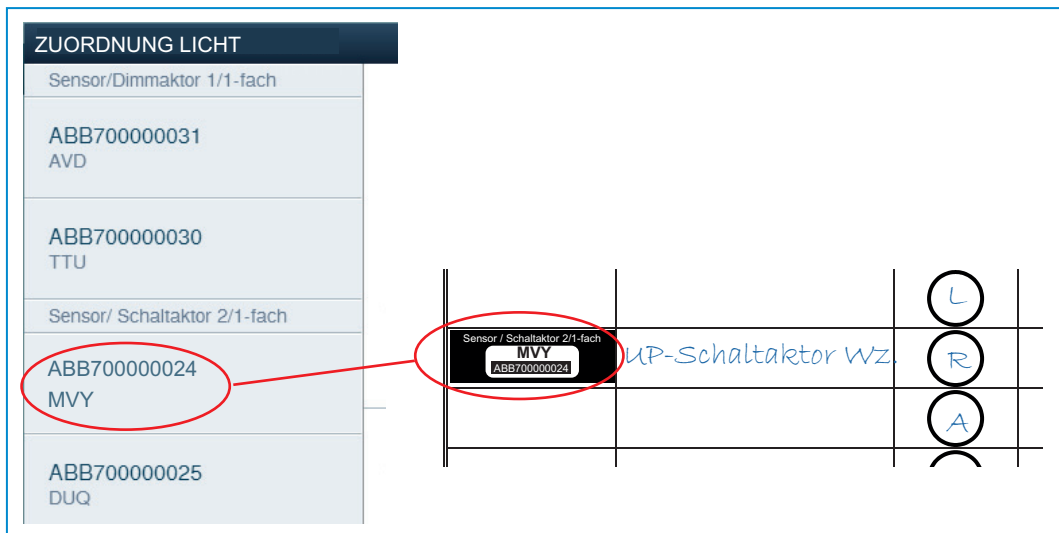 ZUORDNUNG LICHT
Sensor/Dimmaktor 1/1-fach
ABB700000031
AVD
ABB700000030
TTU
Sensor/ Schaltaktor 2/1-fach
ABB700000024
MVY
ABB700000025
DUQ
L
Sensor / Schaltaktor 2/1-fach
MVY
ABB700000024
UP-Schaltaktor WZ.
R
A